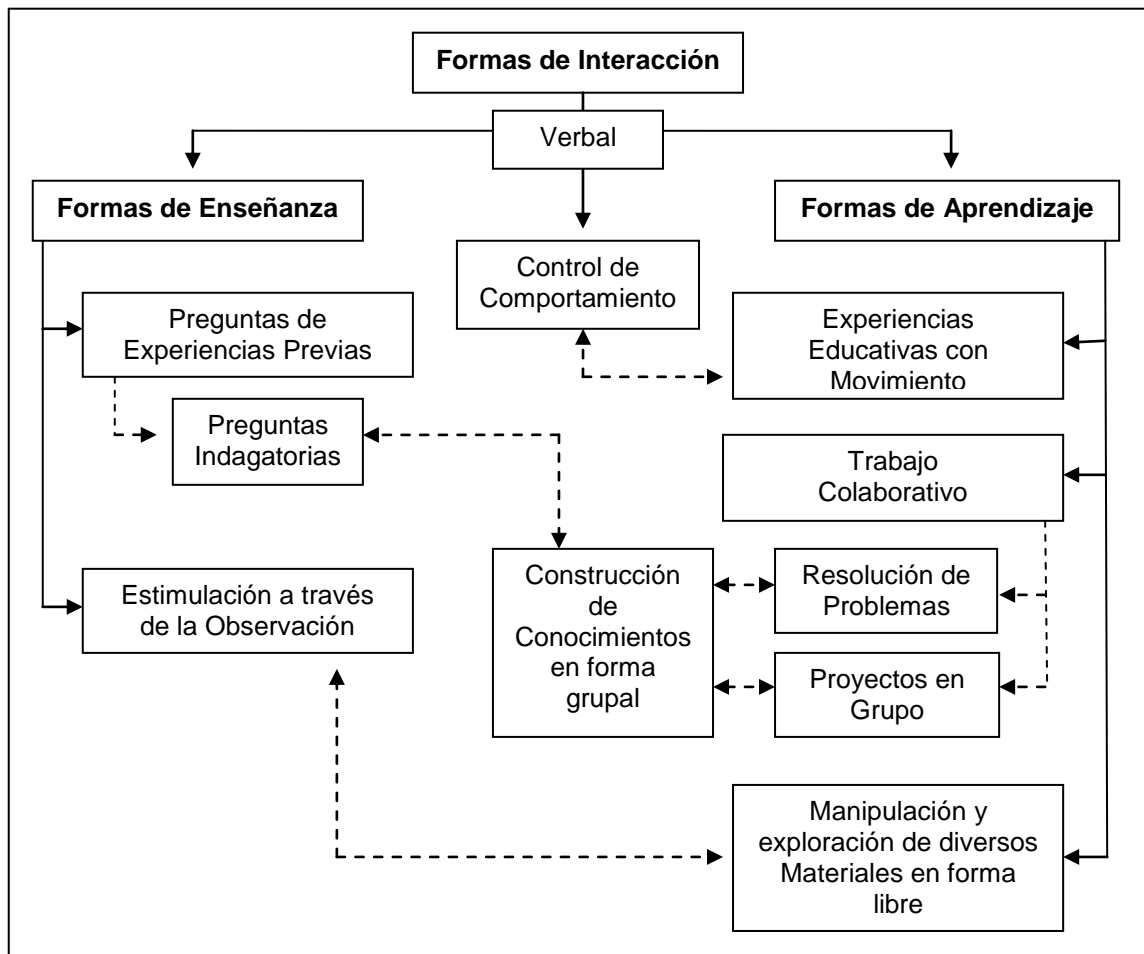 Formas de Interacción
Verbal
Formas de Enseñanza
Formas de Aprendizaje
Control de
Comportamiento
Preguntas de
Experiencias Previas
Experiencias
Educativas con
Movimiento
Preguntas
Indagatorias
Trabajo
Colaborativo
Estimulación a través
de la Observación
Construcción
de
Conocimientos
en forma
grupal
Resolución de
Problemas
Proyectos en
Grupo
Manipulación y
exploración de diversos
Materiales en forma
libre